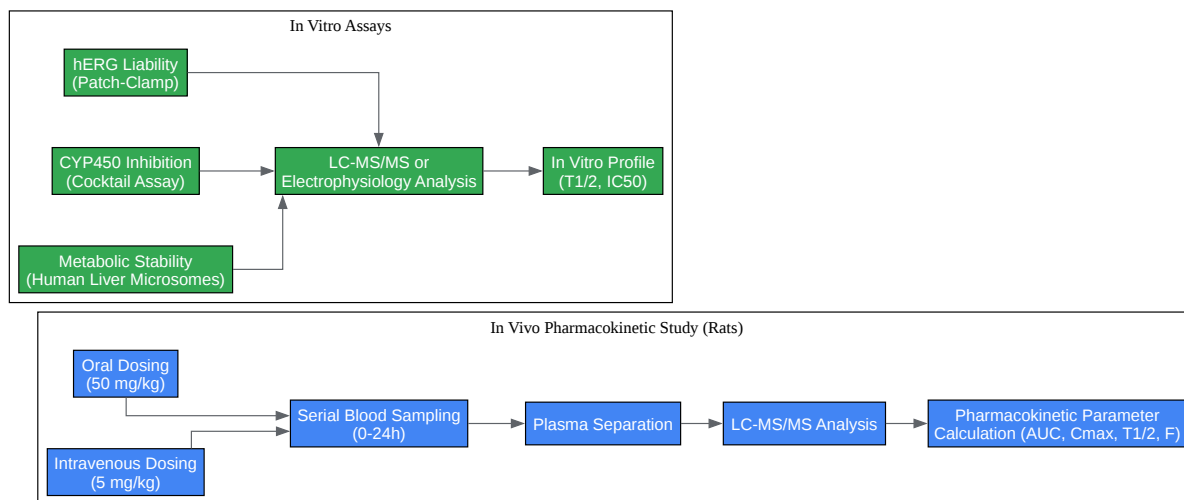 In Vitro Assays
hERG Liability
(Patch-Clamp)
CYP450 Inhibition
(Cocktail Assay)
LC-MS/MS or
Electrophysiology Analysis
In Vitro Profile
(T1/2, IC50)
Metabolic Stability
(Human Liver Microsomes)
In Vivo Pharmacokinetic Study (Rats)
Oral Dosing
(50 mg/kg)
Serial Blood Sampling
(0-24h)
Plasma Separation
LC-MS/MS Analysis
Pharmacokinetic Parameter
Calculation (AUC, Cmax, T1/2, F)
Intravenous Dosing
(5 mg/kg)